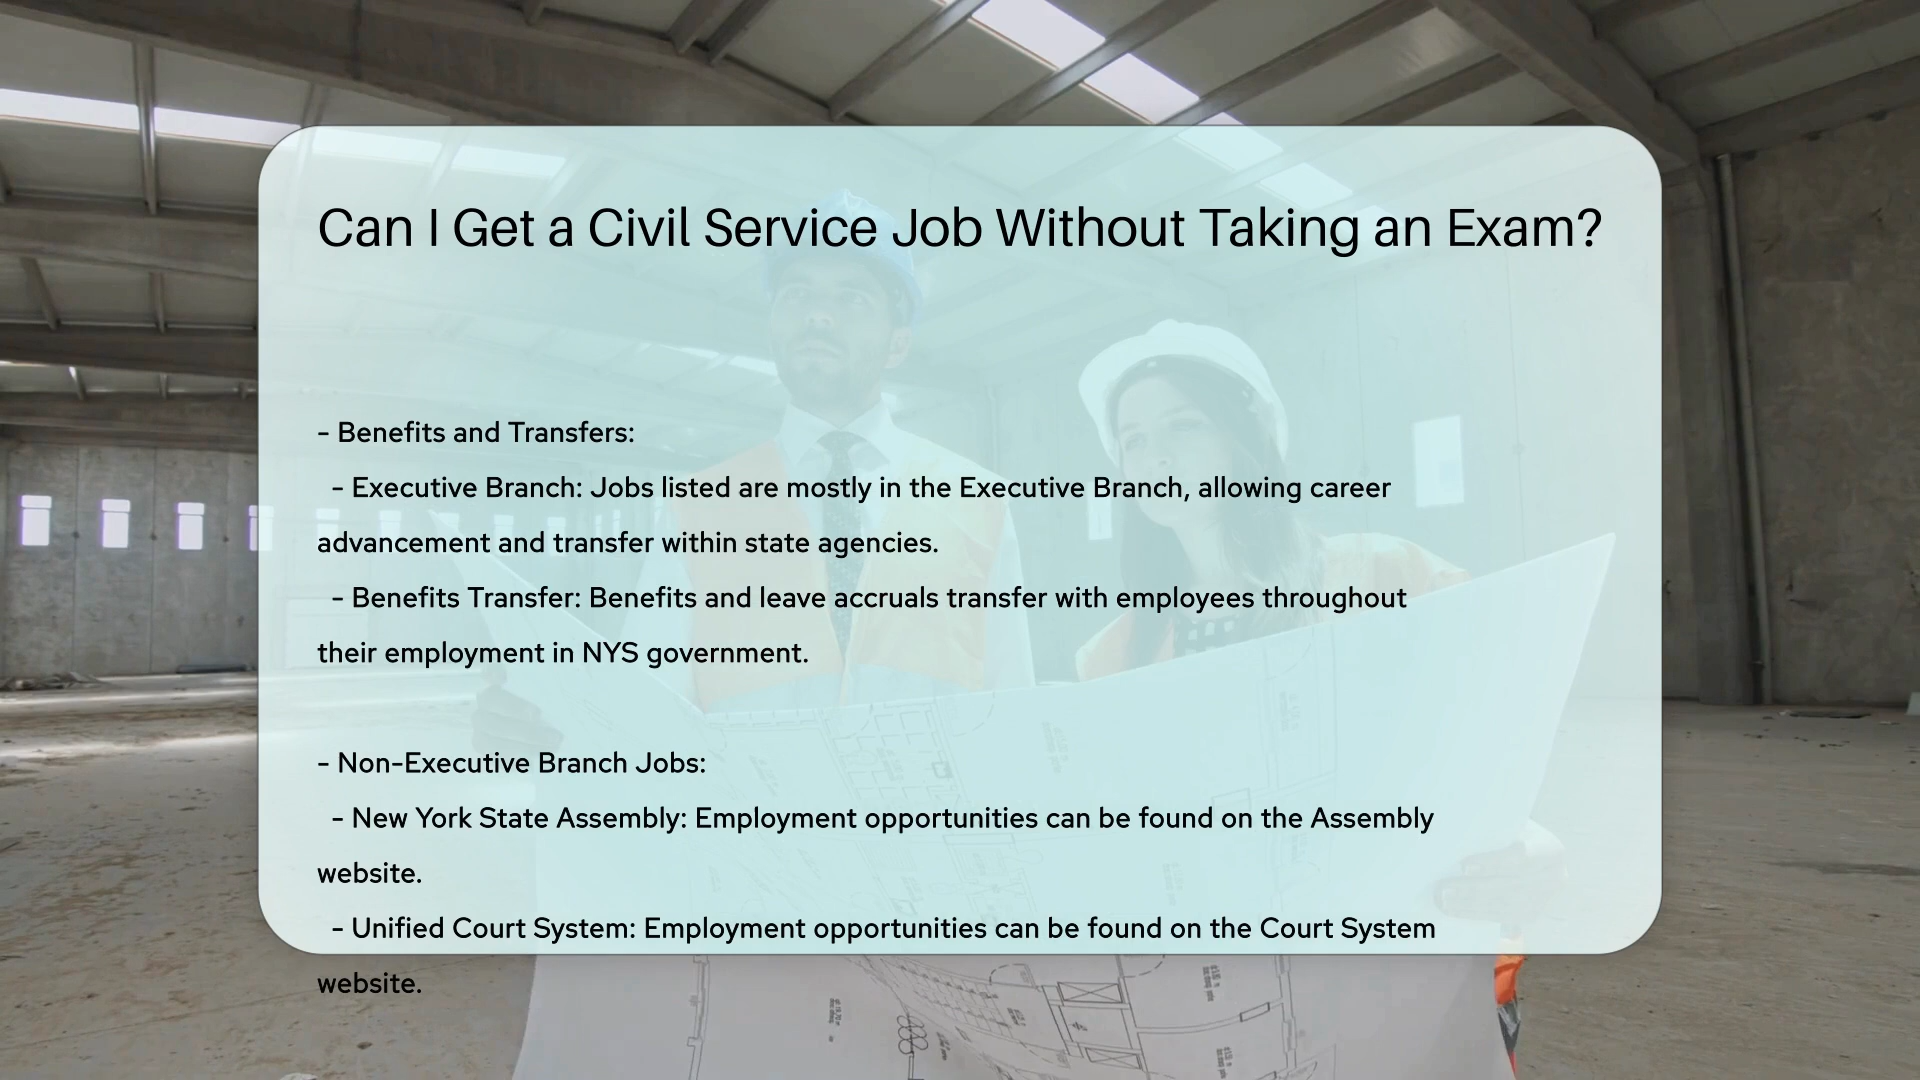 Can I Get a Civil Service Job Without Taking an Exam?
- Benefits and Transfers:
- Executive Branch: Jobs listed are mostly in the Executive Branch, allowing career
advancement and transfer within state agencies.
- Benefits Transfer: Benefits and leave accruals transfer with employees throughout
their employment in NYS government.
- Non-Executive Branch Jobs:
- New York State Assembly: Employment opportunities can be found on the Assembly
website.
- Unified Court System: Employment opportunities can be found on the Court System
website.